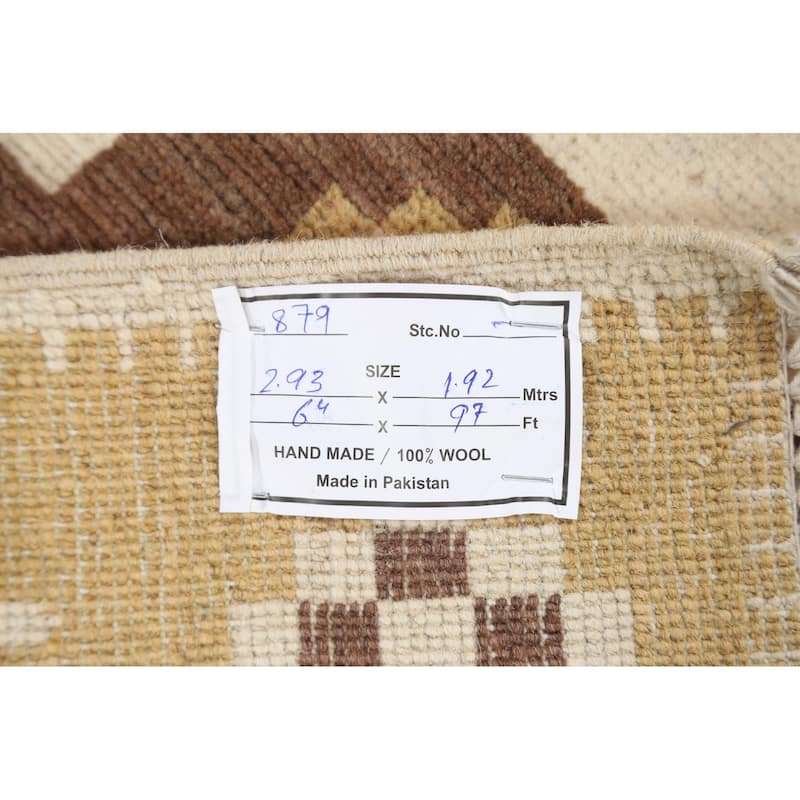 879 Stc.No
SIZE
2.93 X 1.92 Mtrs
6⁴ X 9⁷ Ft
HAND MADE / 100% WOOL
Made in Pakistan